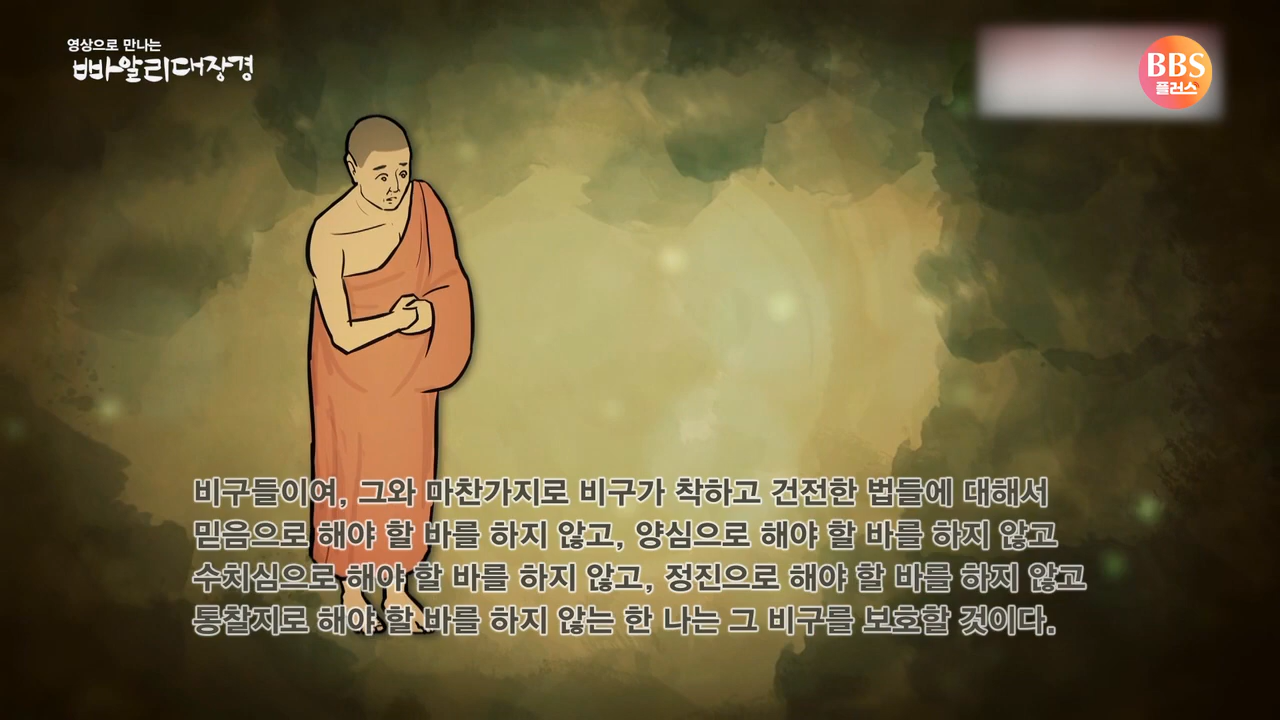 영상으로 만나는
빠알리대장경
BBS
플러스
비구들이여, 그와 마찬가지로 비구가 착하고 건전한 법들에 대해서
믿음으로 해야 할 바를 하지 않고, 양심으로 해야 할 바를 하지 않고
수치심으로 해야 할 바를 하지 않고, 정진으로 해야 할 바를 하지 않고
통찰지로 해야 할 바를 하지 않는 한 나는 그 비구를 보호할 것이다.